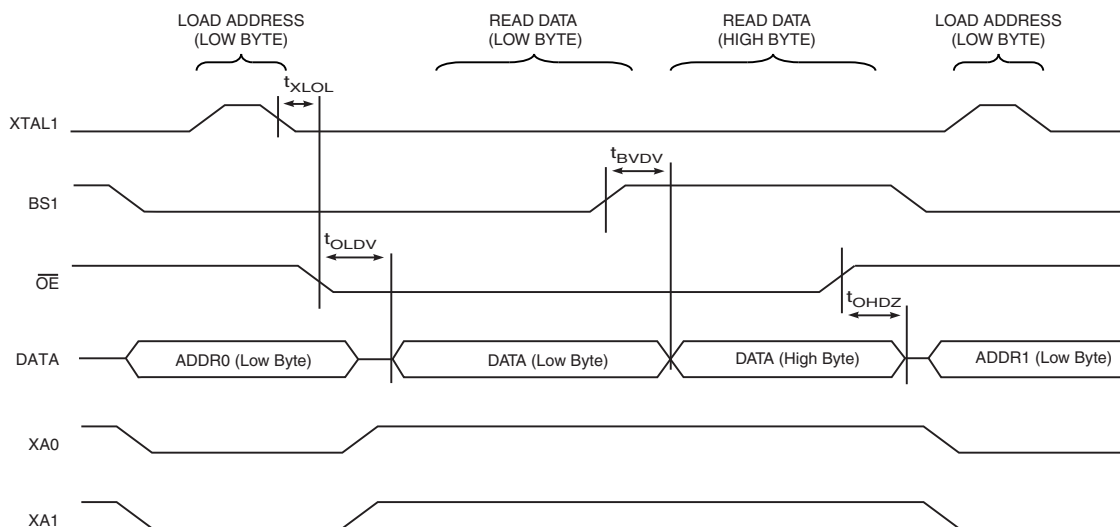 LOAD ADDRESS
(LOW BYTE)
READ DATA
(LOW BYTE)
READ DATA
(HIGH BYTE)
LOAD ADDRESS
(LOW BYTE)
tXLOL
XTAL1
tBVDV
BS1
tOLDV
OE
tOHDZ
DATA
ADDR0 (Low Byte)
DATA (Low Byte)
DATA (High Byte)
ADDR1 (Low Byte)
XA0
XA1